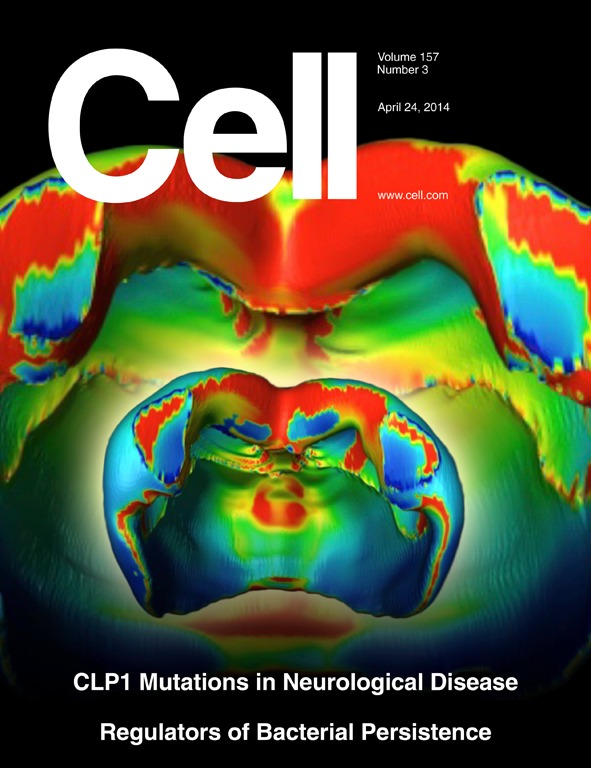 Cell
Volume 157
Number 3
April 24, 2014
www.cell.com
CLP1 Mutations in Neurological Disease
Regulators of Bacterial Persistence